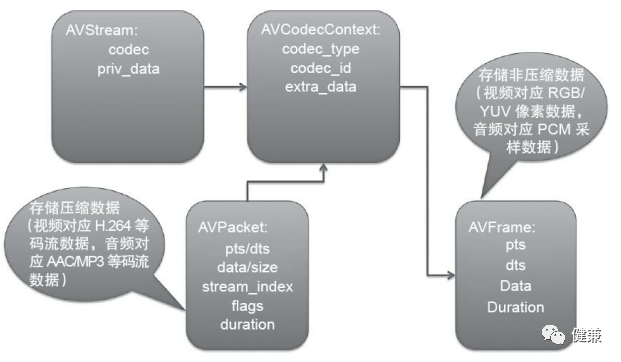 AVStream:
codec
priv_data
AVCodecContext:
codec_type
codec_id
extra_data
存储非压缩数据
(视频对应 RGB/
YUV 像素数据,
音频对应 PCM 采
样数据)
存储压缩数据
(视频对应 H.264 等
码流数据，音频对
应 AAC/MP3 等码流
数据)
AVPacket:
pts/dts
data/size
stream_index
flags
duration
AVFrame:
pts
dts
Data
Duration
健兼